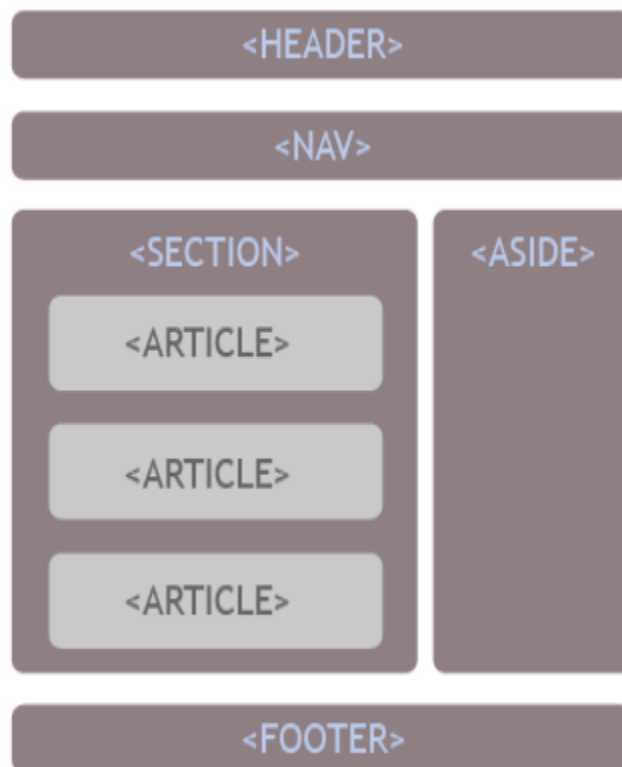 <HEADER>
<NAV>
<SECTION>
<ARTICLE>
<ARTICLE>
<ARTICLE>
<ASIDE>
<FOOTER>